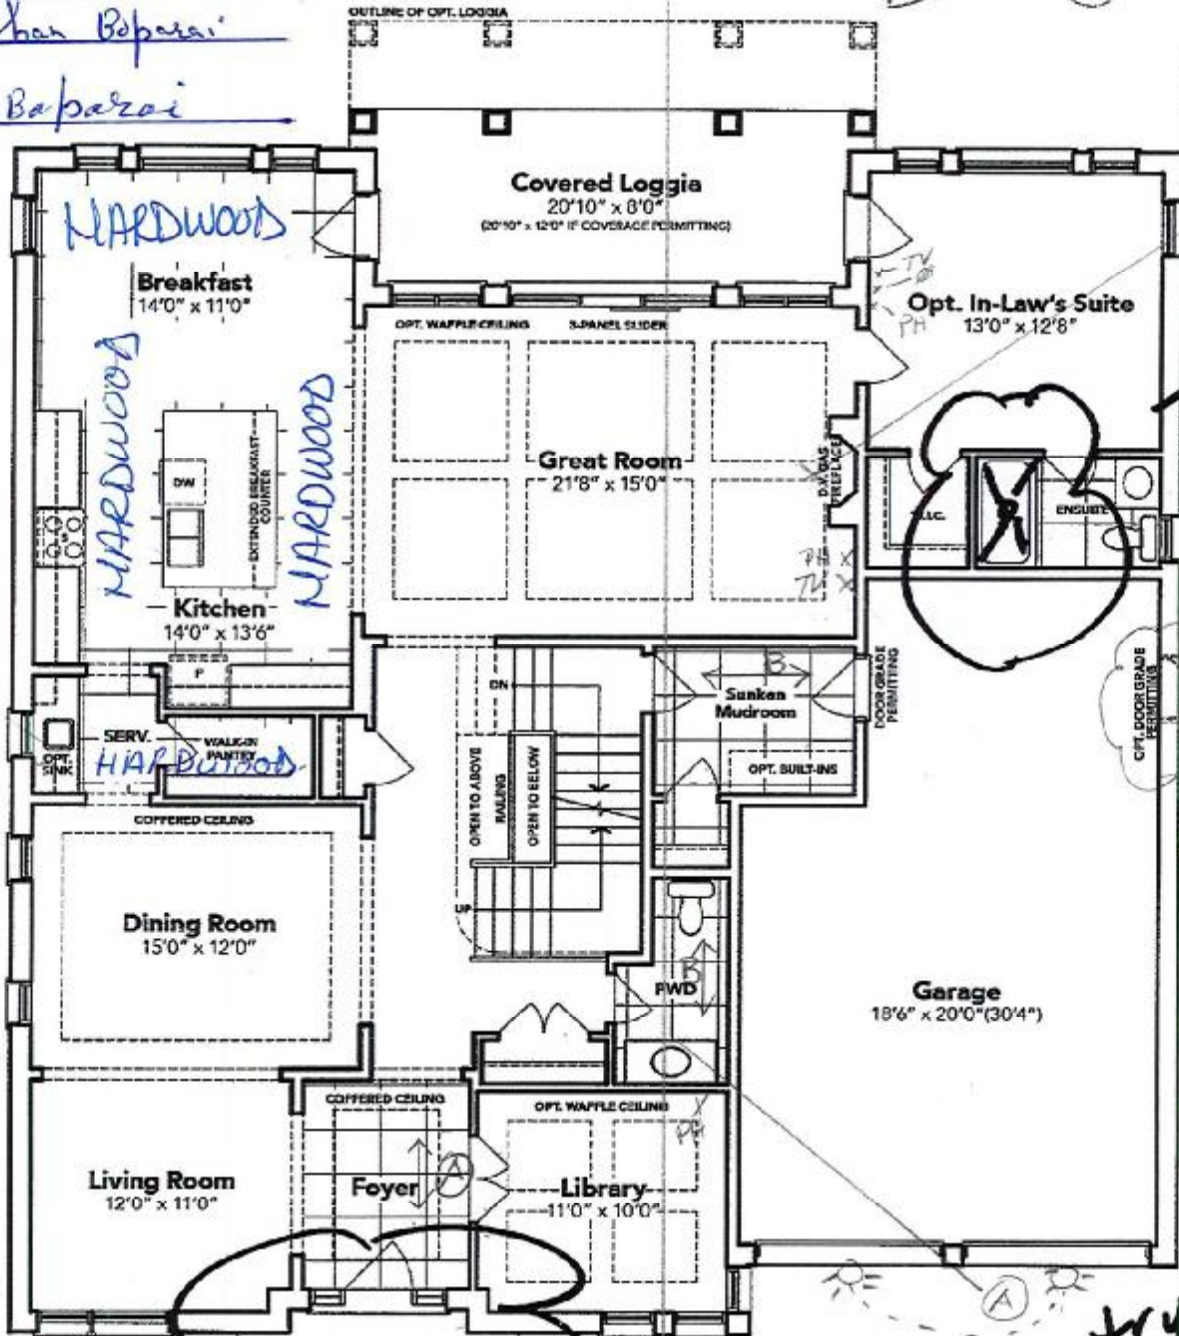 OUTLINE OF OPT. LOGGIA
Boparai
Baparai
Covered Loggia
20'10" x 8'0"
(20'10" x 12'0" IF COVERAGE PERMITTING)
HARDWOOD
Breakfast
14'0" x 11'0"
TV
PH
Opt. In-Law's Suite
13'0" x 12'8"
OPT. WAFFLE CEILING
3-PANEL SLIDER
HARDWOOD
HARDWOOD
DW
EXTENDED BREAKFAST COUNTER
Great Room
21'8" x 15'0"
D.V. GAS FIREPLACE
W.I.C.
ENSUITE
PH X
TV X
Kitchen
14'0" x 13'6"
F
DN
B
Sunken
Mudroom
DOOR GRADE PERMITTING
OPT. DOOR GRADE PERMITTING
SERV.
OPT. SINK
WALK-IN
PANTRY
HARDWOOD
OPT. BUILT-INS
OPEN TO ABOVE
RAILING
OPEN TO BELOW
COFFERED CEILING
Dining Room
15'0" x 12'0"
UP
B
PWD
Garage
18'6" x 20'0"(30'4")
COFFERED CEILING
OPT. WAFFLE CEILING
X
PH
Living Room
12'0" x 11'0"
Foyer
A
Library
11'0" x 10'0"
A